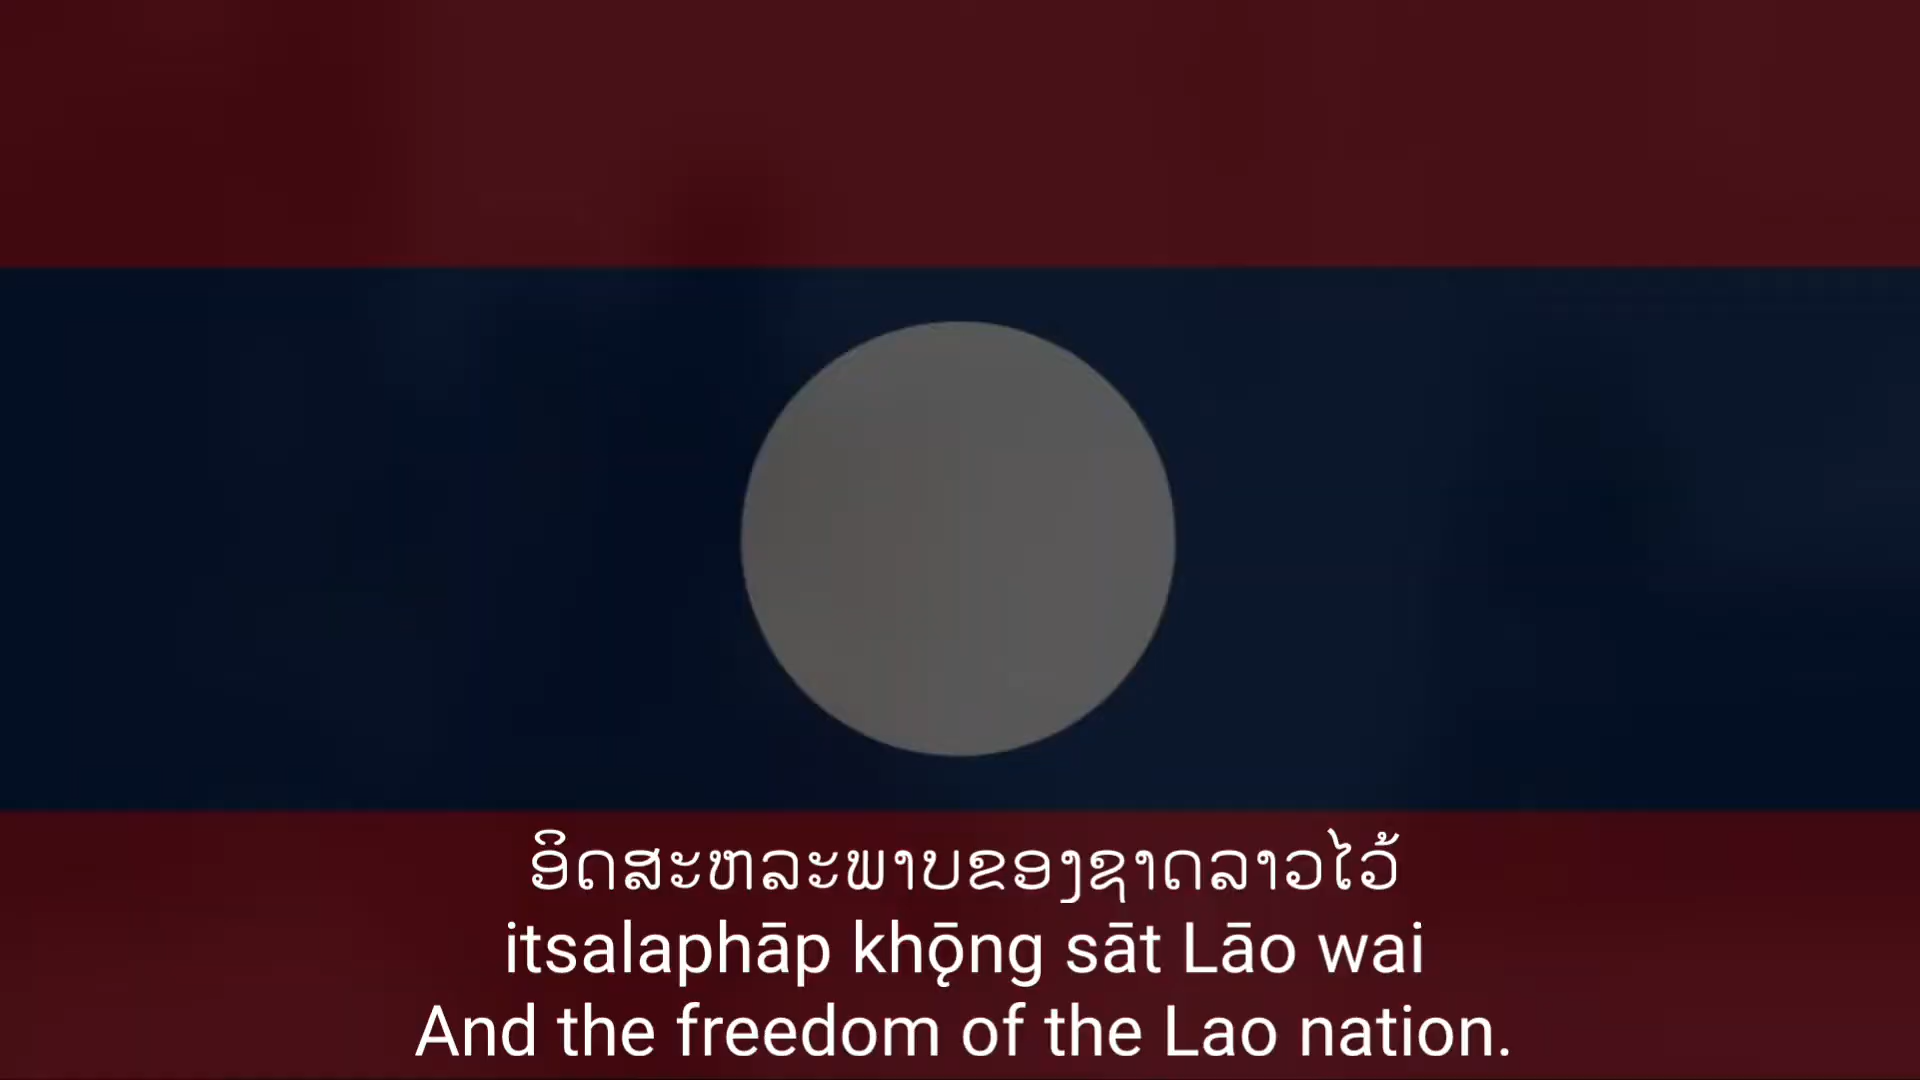 ອິດສະຫລະພາບຂອງຊາດລາວໄວ້
itsalaphāp khǭng sāt Lāo wai
And the freedom of the Lao nation.